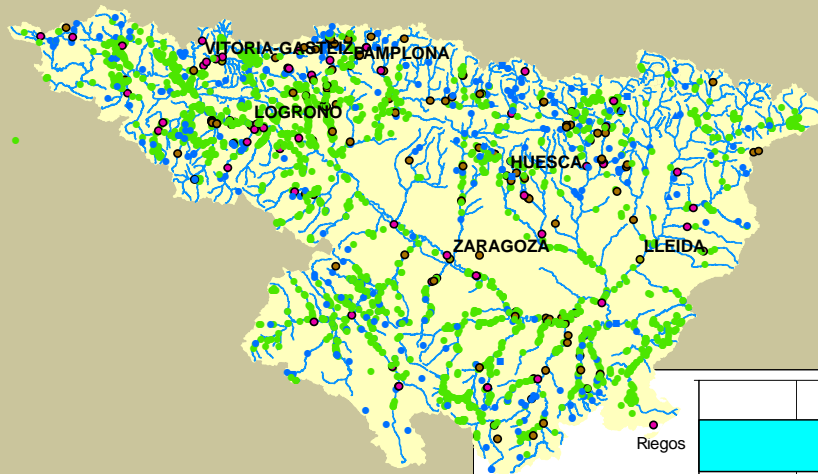 VITORIA-GASTEIZ
PAMPLONA
LOGROÑO
HUESCA
ZARAGOZA
LLEIDA
Riegos